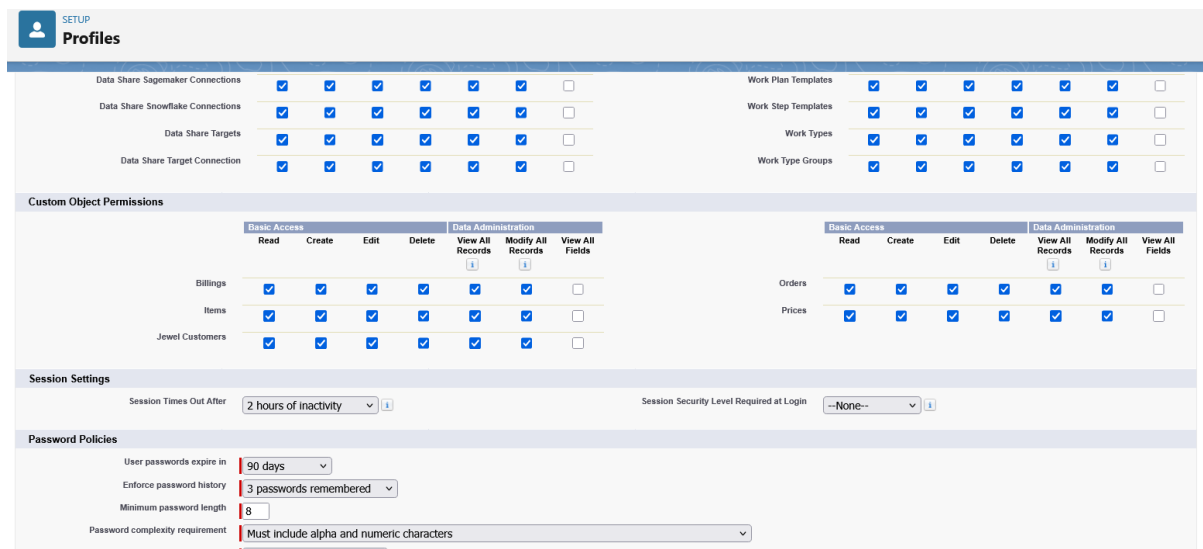 SETUP
Profiles
Data Share Sagemaker Connections
Work Plan Templates
Data Share Snowflake Connections
Work Step Templates
Data Share Targets
Work Types
Data Share Target Connection
Work Type Groups
Custom Object Permissions
Basic Access Data Administration
Read Create Edit Delete View All Records Modify All Records View All Fields
Basic Access Data Administration
Read Create Edit Delete View All Records Modify All Records View All Fields
Billings
Orders
Items
Prices
Jewel Customers
Session Settings
Session Times Out After 2 hours of inactivity
Session Security Level Required at Login --None--
Password Policies
User passwords expire in 90 days
Enforce password history 3 passwords remembered
Minimum password length 8
Password complexity requirement Must include alpha and numeric characters